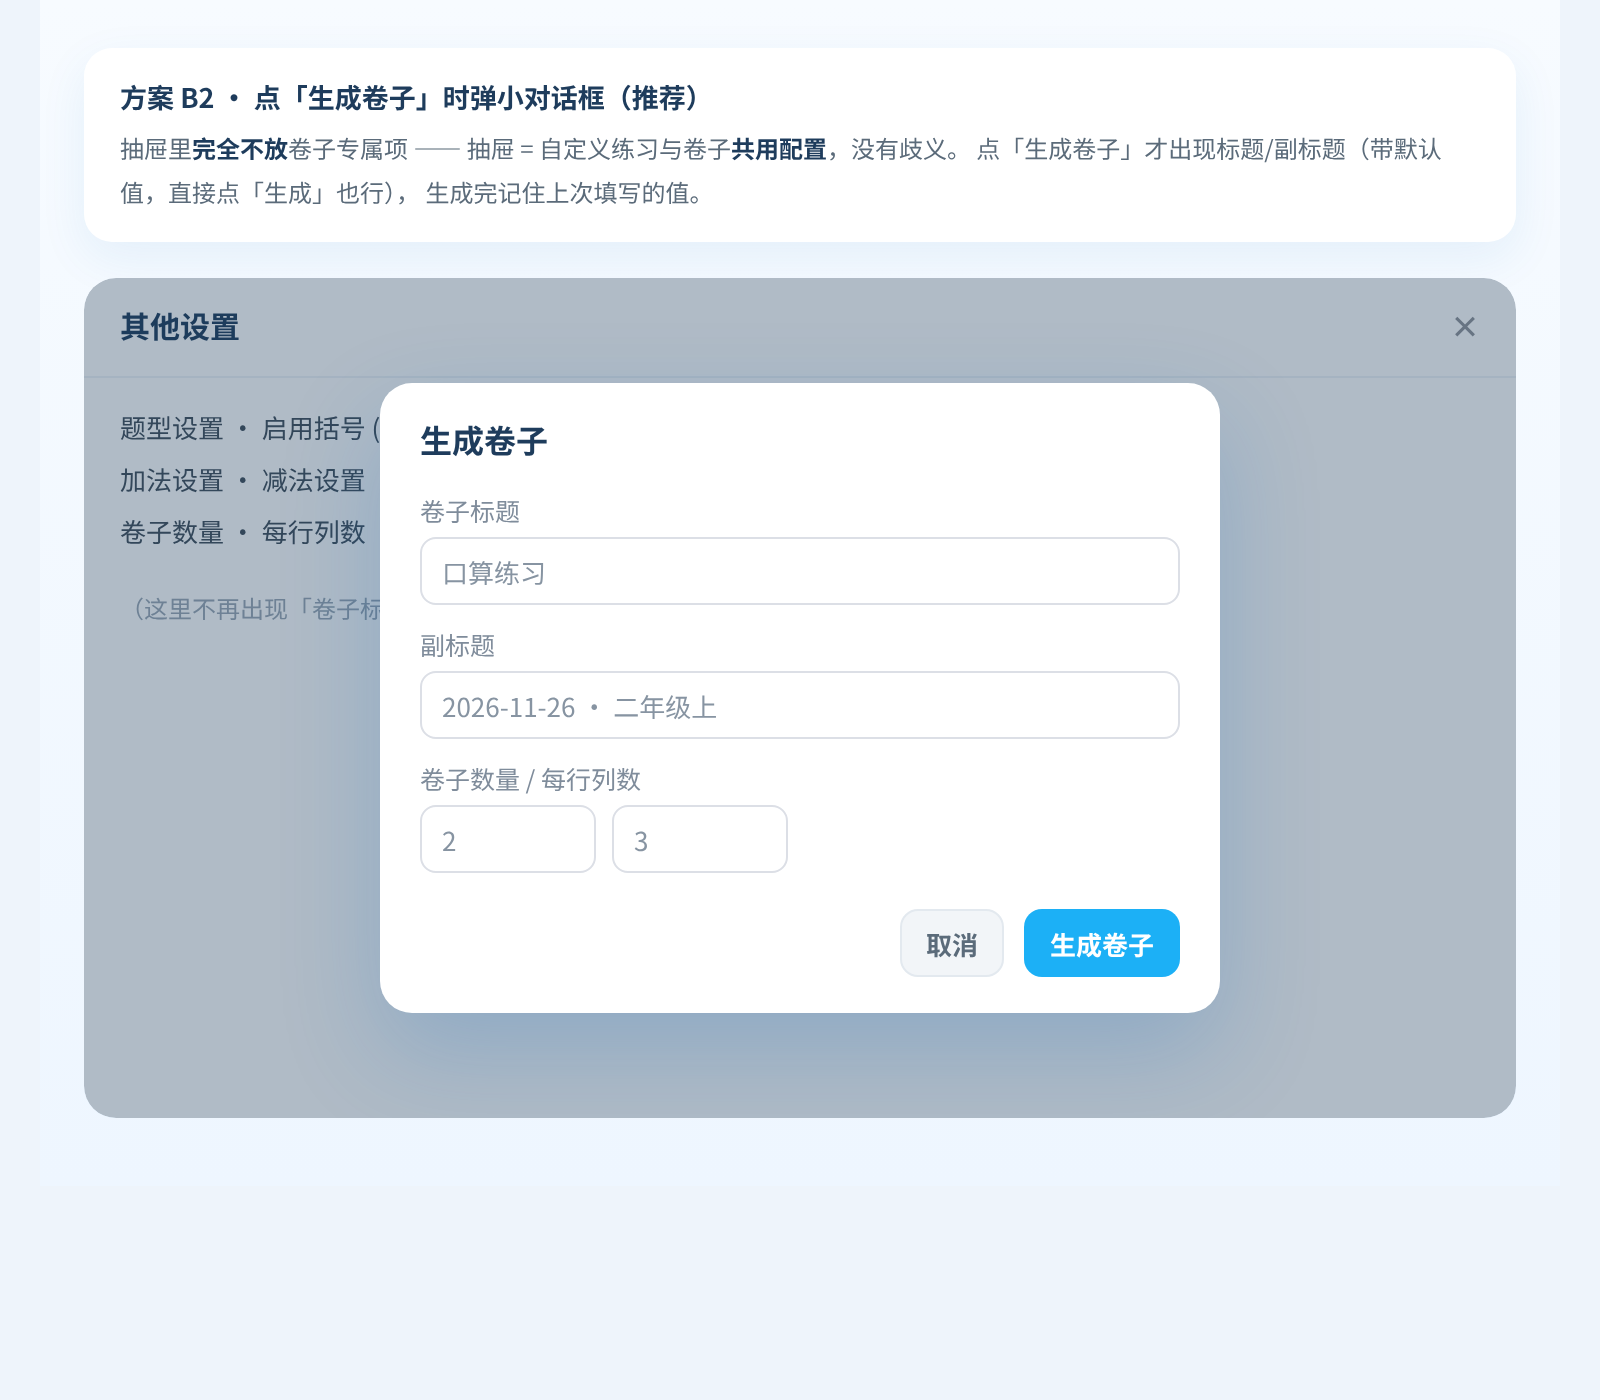 方案 B2 · 点「生成卷子」时弹小对话框（推荐）
抽屉里完全不放卷子专属项 —— 抽屉 = 自定义练习与卷子共用配置，没有歧义。 点「生成卷子」才出现标题/副标题（带默认
值，直接点「生成」也行）， 生成完记住上次填写的值。
其他设置
题型设置 · 启用括号 (
加法设置 · 减法设置
卷子数量 · 每行列数
（这里不再出现「卷子标
生成卷子
卷子标题
口算练习
副标题
2026-11-26 · 二年级上
卷子数量 / 每行列数
2 3
取消 生成卷子